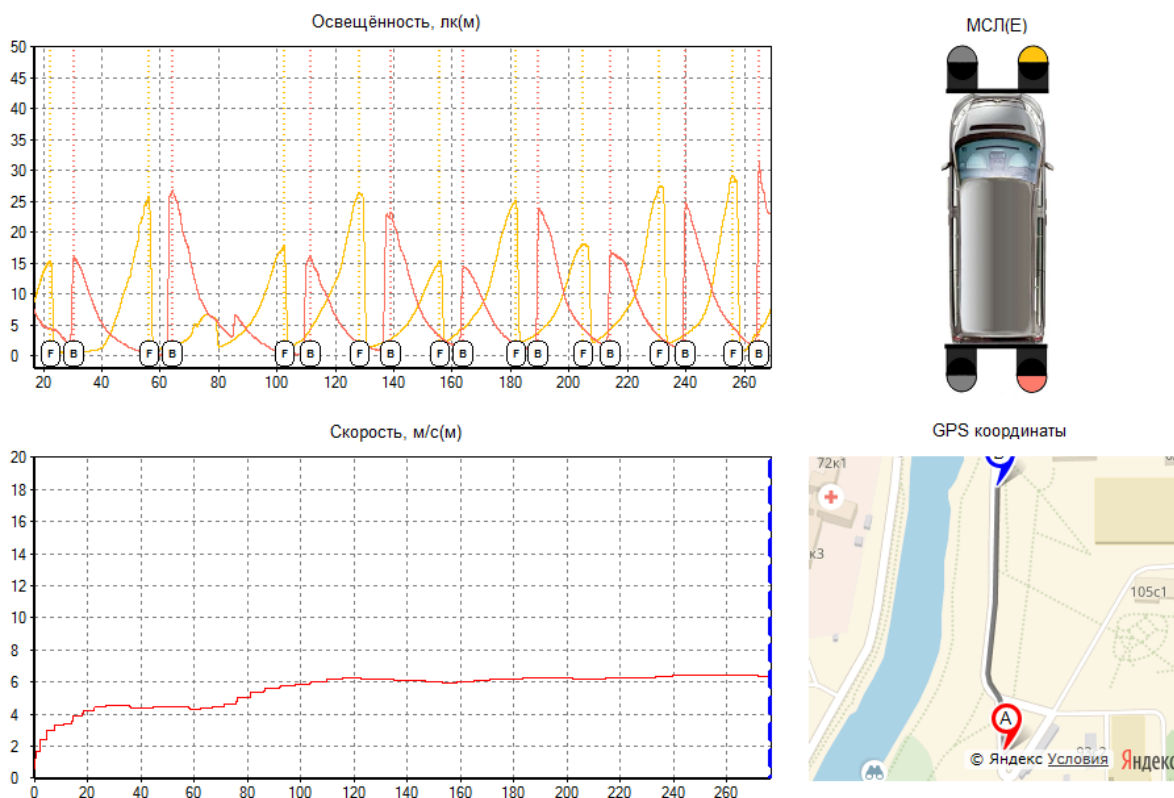 Освещённость, лк(м)
50
45
40
35
30
25
20
15
10
5
0
F B F B F B F B F B F B F B F B F B
20 40 60 80 100 120 140 160 180 200 220 240 260
МСЛ(E)
Скорость, м/с(м)
20
18
16
14
12
10
8
6
4
2
0
0 20 40 60 80 100 120 140 160 180 200 220 240 260
GPS координаты
72к1
к3
105с1
A
© Яндекс Условия
Яндекс